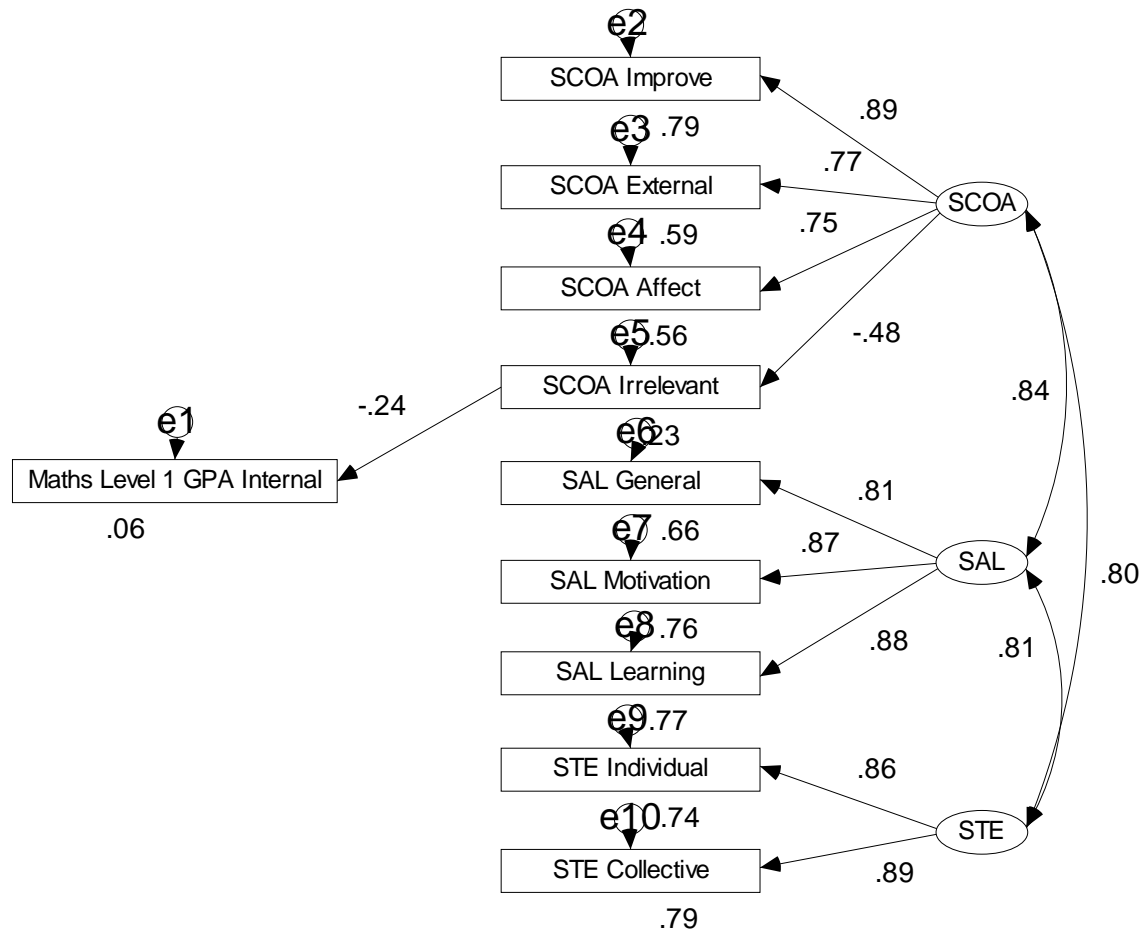 e2
SCOA Improve
.89
e3 .79
.77
SCOA External
SCOA
.75
e4 .59
SCOA Affect
-.48
e5 .56
SCOA Irrelevant
.84
-.24
e1
e6 .23
Maths Level 1 GPA Internal
SAL General
.81
.06
e7 .66
.87
SAL
SAL Motivation
.80
e8 .76
.88
.81
SAL Learning
e9 .77
STE Individual
.86
e10 .74
STE
STE Collective
.89
.79